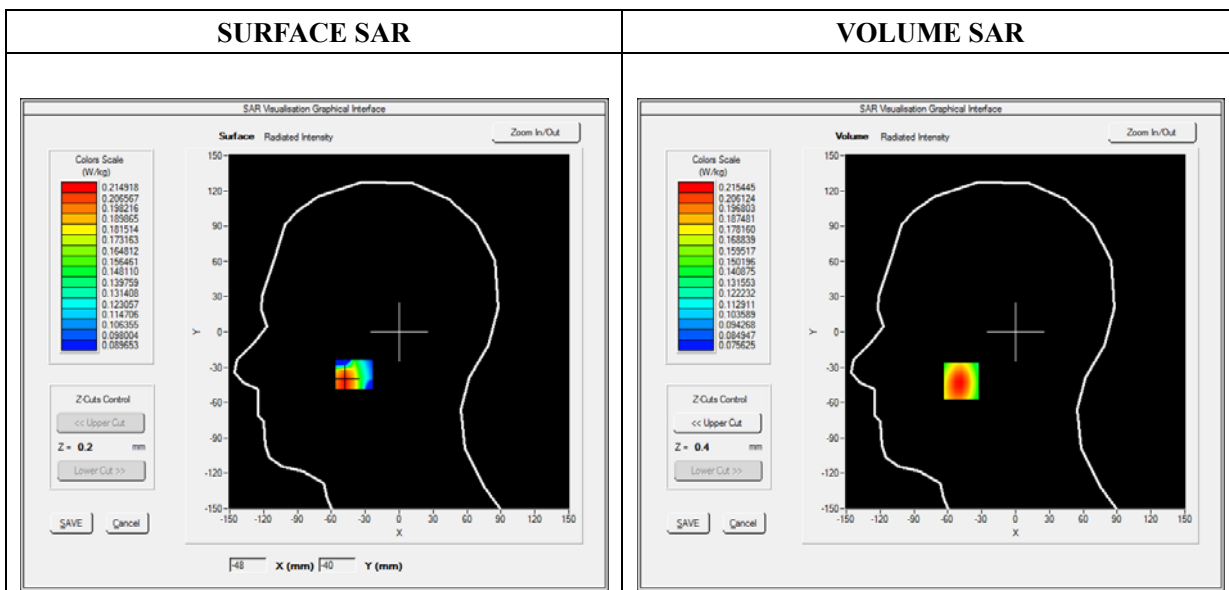 SURFACE SAR
VOLUME SAR
SAR Visualisation Graphical Interface
Surface Radiated Intensity
Zoom In/Out
Colors Scale
(W/kg)
0.214918
0.206567
0.198216
0.189865
0.181514
0.173163
0.164812
0.156461
0.148110
0.139759
0.131408
0.123057
0.114706
0.106355
0.098004
0.089653
Z-Cuts Control
<< Upper Cut
Z = 0.2 mm
Lower Cut >>
SAVE Cancel
150
120
90
60
30
0
-30
-60
-90
-120
-150
Y
-150 -120 -90 -60 -30 0 30 60 90 120 150
X
-48 X (mm) -40 Y (mm)
SAR Visualisation Graphical Interface
Volume Radiated Intensity
Zoom In/Out
Colors Scale
(W/kg)
0.215445
0.206124
0.196803
0.187481
0.178160
0.168839
0.159517
0.150196
0.140875
0.131553
0.122232
0.112911
0.103589
0.094268
0.084947
0.075625
Z-Cuts Control
<< Upper Cut
Z = 0.4 mm
Lower Cut >>
SAVE Cancel
150
120
90
60
30
0
-30
-60
-90
-120
-150
Y
-150 -120 -90 -60 -30 0 30 60 90 120 150
X